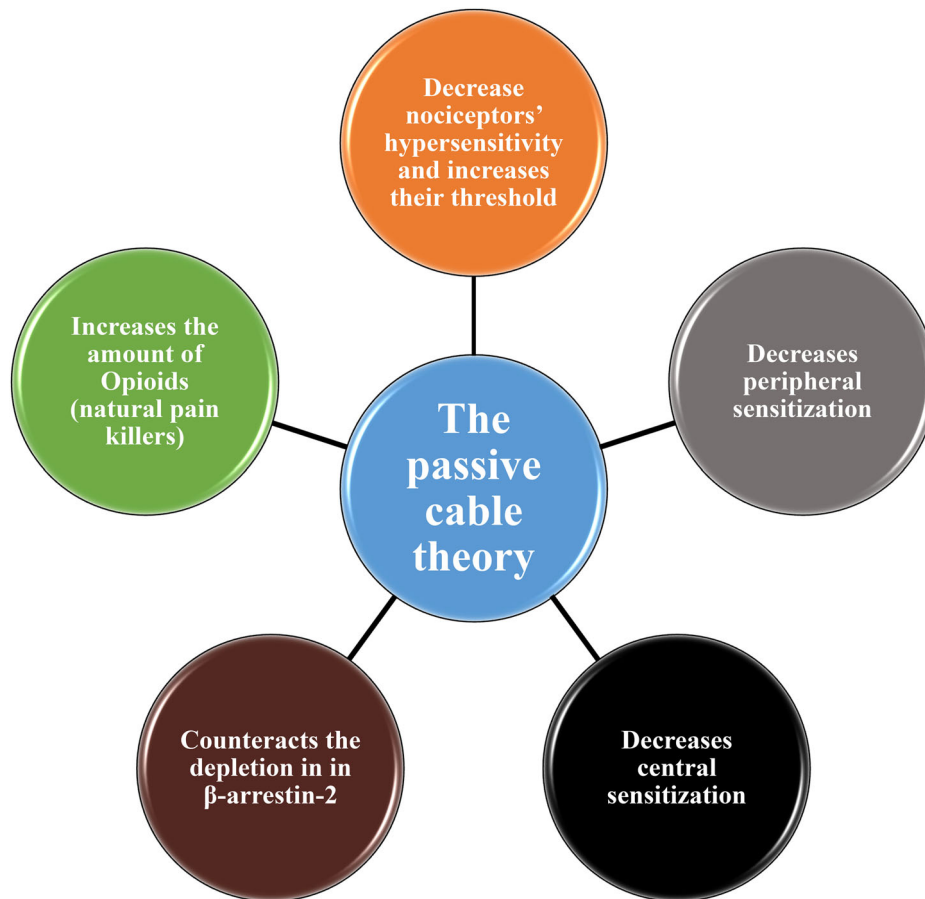 Decrease
nociceptors'
hypersensitivity
and increases
their threshold
Increases the
amount of
Opioids
(natural pain
killers)
Decreases
peripheral
sensitization
The
passive
cable
theory
Counteracts the
depletion in in
β-arrestin-2
Decreases
central
sensitization